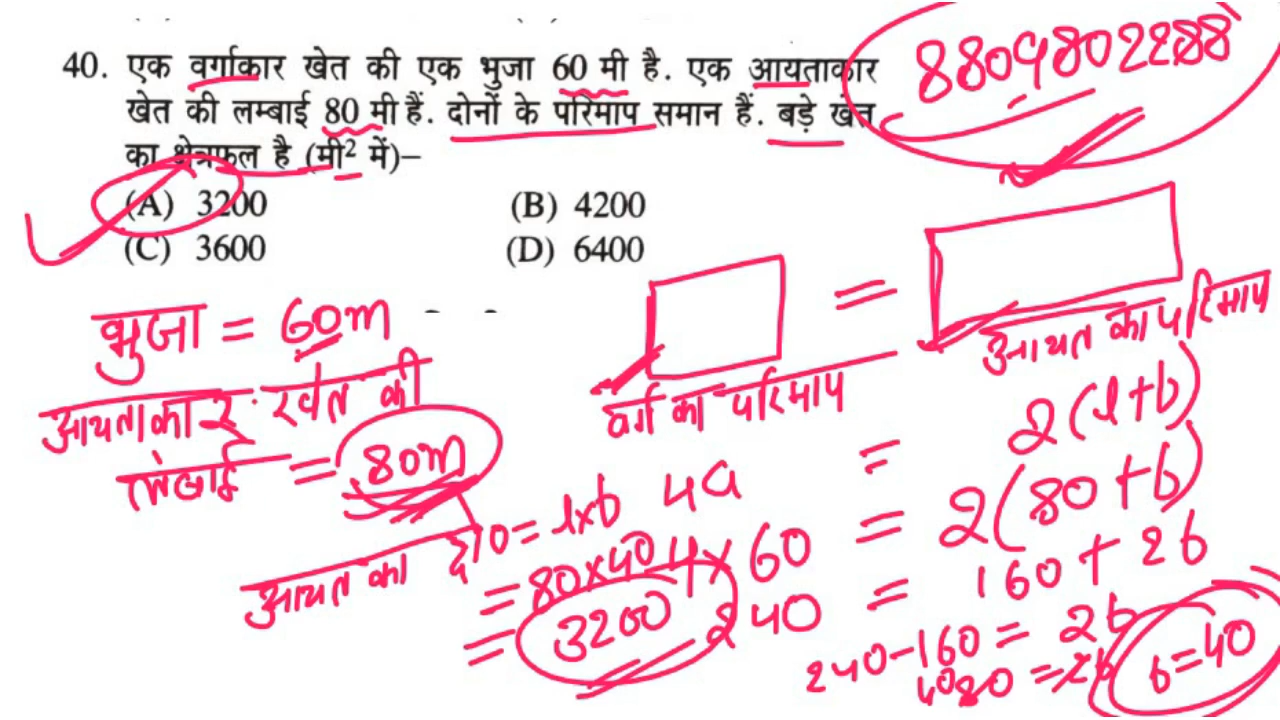 40. एक वर्गाकार खेत की एक भुजा 60 मी है. एक आयताकार
खेत की लम्बाई 80 मी हैं. दोनों के परिमाप समान हैं. बड़े खेत
का क्षेत्रफल है (मी² में)–
(A) 3200 (B) 4200
(C) 3600 (D) 6400
8809802288
भुजा = 60m
आयताकार खेत की
लंबाई = 80m
वर्ग का परिमाप = आयत का परिमाप
4a = 2(l+b)
4×60 = 2(80+b)
240 = 160+2b
240-160 = 2b
4080 = 2b
b=40
आयत का क्षे० = l×b
= 80×40
= 3200